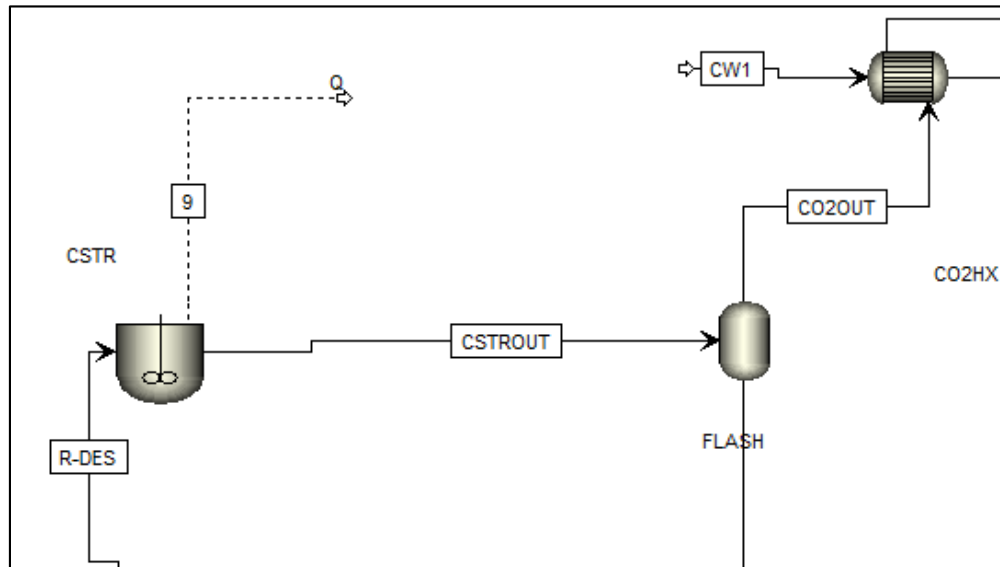 Q
CW1
9
CO2OUT
CSTR
CO2HX
CSTROUT
FLASH
R-DES